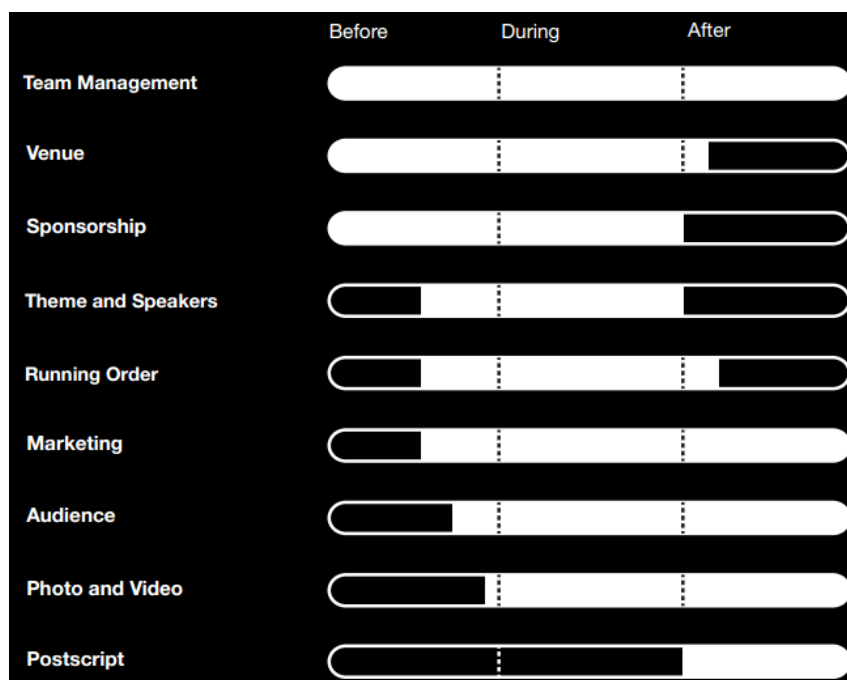 Before During After
Team Management
Venue
Sponsorship
Theme and Speakers
Running Order
Marketing
Audience
Photo and Video
Postscript